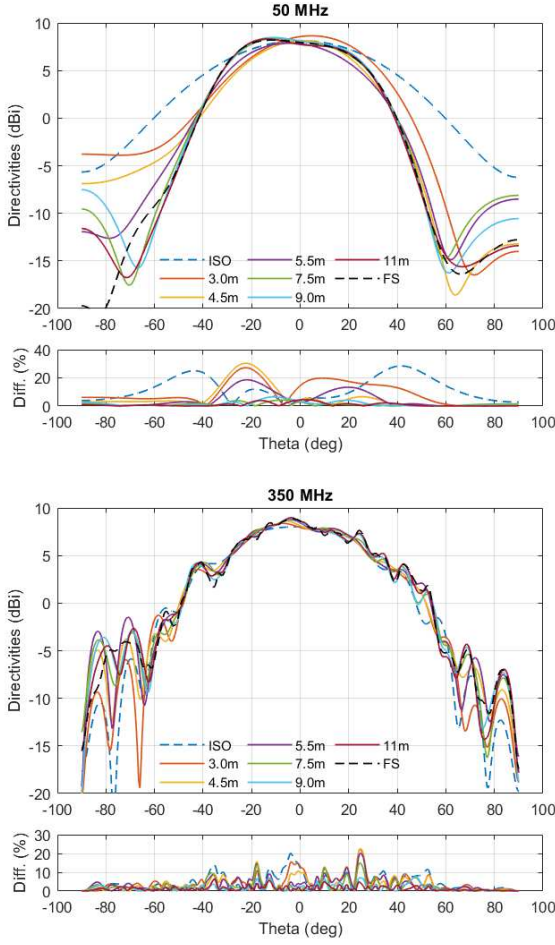 50 MHz
10
5
0
-5
-10
-15
-20
Directivities (dBi)
ISO 5.5m 11m
3.0m 7.5m FS
4.5m 9.0m
-100 -80 -60 -40 -20 0 20 40 60 80 100
40
20
0
Diff. (%)
-100 -80 -60 -40 -20 0 20 40 60 80 100
Theta (deg)
350 MHz
10
5
0
-5
-10
-15
-20
Directivities (dBi)
ISO 5.5m 11m
3.0m 7.5m FS
4.5m 9.0m
-100 -80 -60 -40 -20 0 20 40 60 80 100
30
20
10
0
Diff. (%)
-100 -80 -60 -40 -20 0 20 40 60 80 100
Theta (deg)